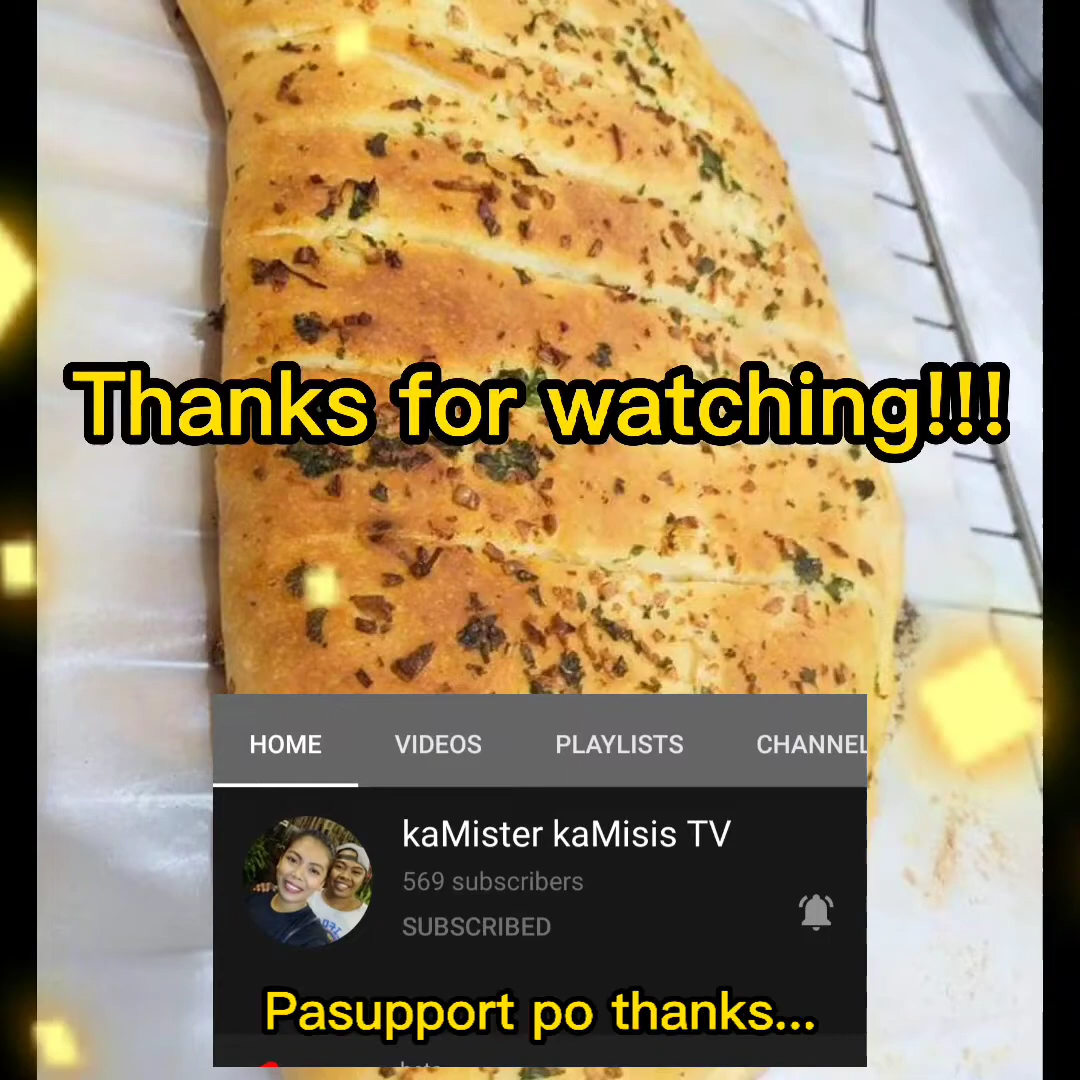 Thanks for watching!!!
HOME VIDEOS PLAYLISTS CHANNEL
kaMister kaMisis TV
569 subscribers
SUBSCRIBED
Pasupport po thanks...